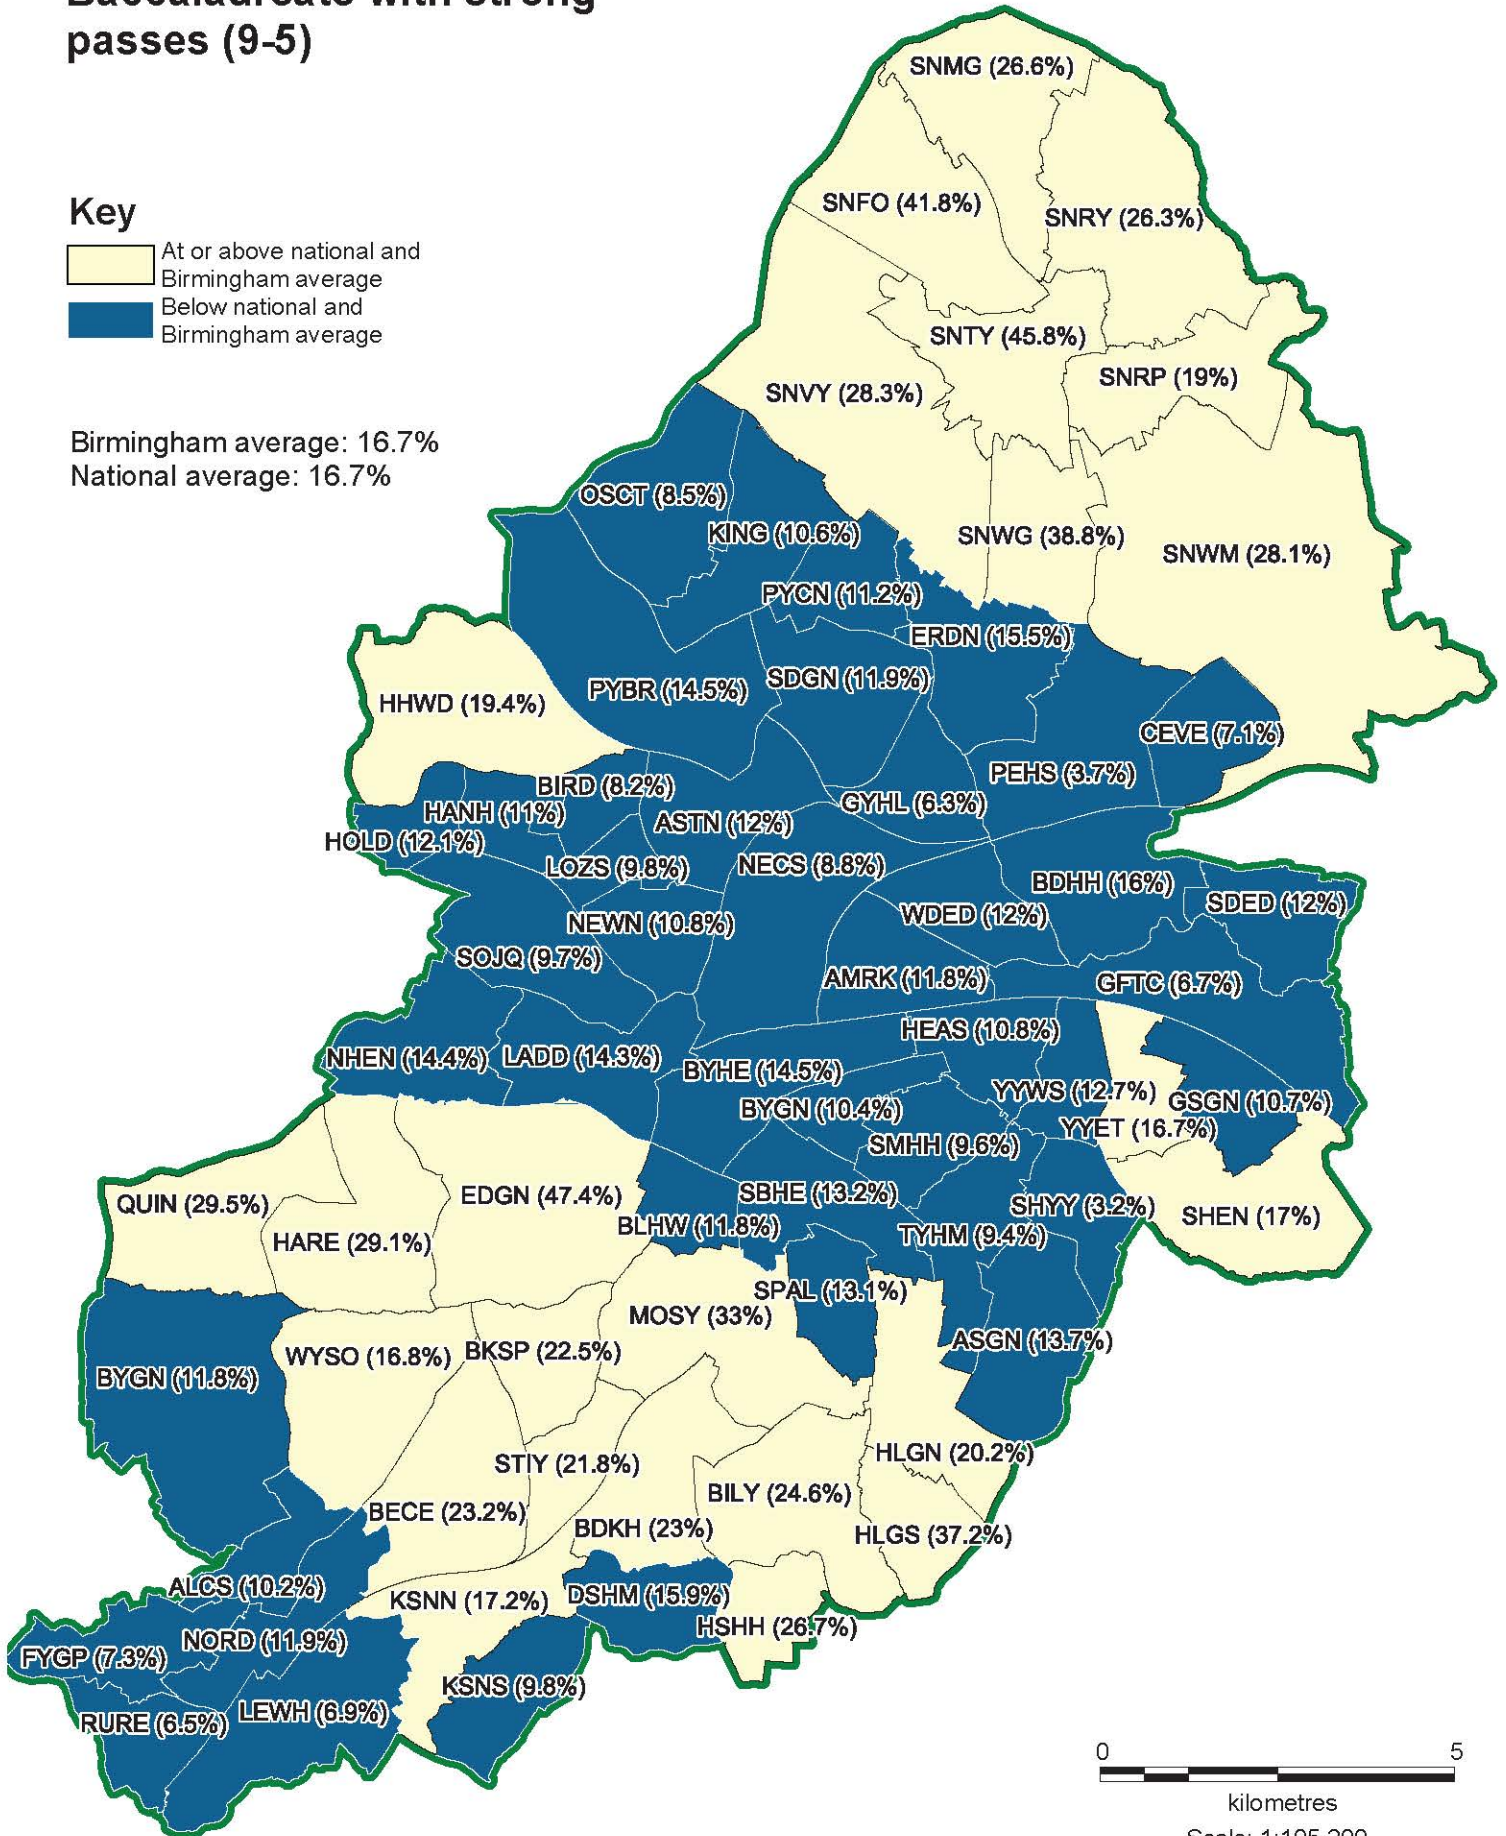 Baccalaureate with strong
passes (9-5)
Key
At or above national and
Birmingham average
Below national and
Birmingham average
Birmingham average: 16.7%
National average: 16.7%
SNMG (26.6%)
SNFO (41.8%)
SNRY (26.3%)
SNTY (45.8%)
SNRP (19%)
SNVY (28.3%)
OSCT (8.5%)
KING (10.6%)
SNWG (38.8%)
SNWM (28.1%)
PYCN (11.2%)
ERDN (15.5%)
SDGN (11.9%)
PYBR (14.5%)
HHWD (19.4%)
CEVE (7.1%)
PEHS (3.7%)
BIRD (8.2%)
GYHL (6.3%)
HANH (11%)
ASTN (12%)
HOLD (12.1%)
LOZS (9.8%)
NECS (8.8%)
BDHH (16%)
SDED (12%)
WDED (12%)
NEWN (10.8%)
SOJQ (9.7%)
AMRK (11.8%)
GFTC (6.7%)
HEAS (10.8%)
NHEN (14.4%)
LADD (14.3%)
BYHE (14.5%)
YYWS (12.7%)
GSGN (10.7%)
BYGN (10.4%)
YYET (16.7%)
SMHH (9.6%)
QUIN (29.5%)
EDGN (47.4%)
SBHE (13.2%)
SHYY (3.2%)
SHEN (17%)
BLHW (11.8%)
TYHM (9.4%)
HARE (29.1%)
SPAL (13.1%)
MOSY (33%)
ASGN (13.7%)
WYSO (16.8%)
BKSP (22.5%)
BYGN (11.8%)
HLGN (20.2%)
STIY (21.8%)
BILY (24.6%)
BECE (23.2%)
BDKH (23%)
HLGS (37.2%)
ALCS (10.2%)
KSNN (17.2%)
DSHM (15.9%)
HSHH (26.7%)
NORD (11.9%)
FYGP (7.3%)
KSNS (9.8%)
LEWH (6.9%)
RURE (6.5%)
0 5
kilometres